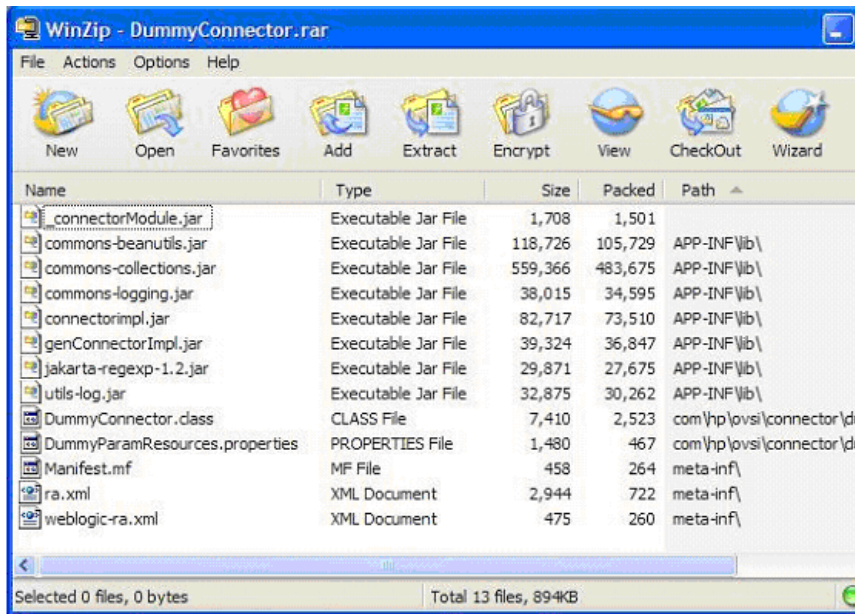 WinZip - DummyConnector.rar
File Actions Options Help
New Open Favorites Add Extract Encrypt View CheckOut Wizard
Name Type Size Packed Path
_connectorModule.jar Executable Jar File 1,708 1,501
commons-beanutils.jar Executable Jar File 118,726 105,729 APP-INF\lib\
commons-collections.jar Executable Jar File 559,366 483,675 APP-INF\lib\
commons-logging.jar Executable Jar File 38,015 34,595 APP-INF\lib\
connectorimpl.jar Executable Jar File 82,717 73,510 APP-INF\lib\
genConnectorImpl.jar Executable Jar File 39,324 36,847 APP-INF\lib\
jakarta-regexp-1.2.jar Executable Jar File 29,871 27,675 APP-INF\lib\
utils-log.jar Executable Jar File 32,875 30,262 APP-INF\lib\
DummyConnector.class CLASS File 7,410 2,523 com\hp\ovsi\connector\d
DummyParamResources.properties PROPERTIES File 1,480 467 com\hp\ovsi\connector\d
Manifest.mf MF File 458 264 meta-inf\
ra.xml XML Document 2,944 722 meta-inf\
weblogic-ra.xml XML Document 475 260 meta-inf\
Selected 0 files, 0 bytes Total 13 files, 894KB